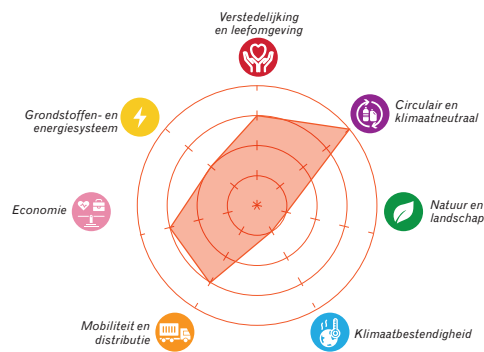 Verstedelijking
en leefomgeving
Circulair en
klimaatneutraal
Natuur en
landschap
Klimaatbestendigheid
Mobiliteit en
distributie
Economie
Grondstoffen- en
energiesysteem